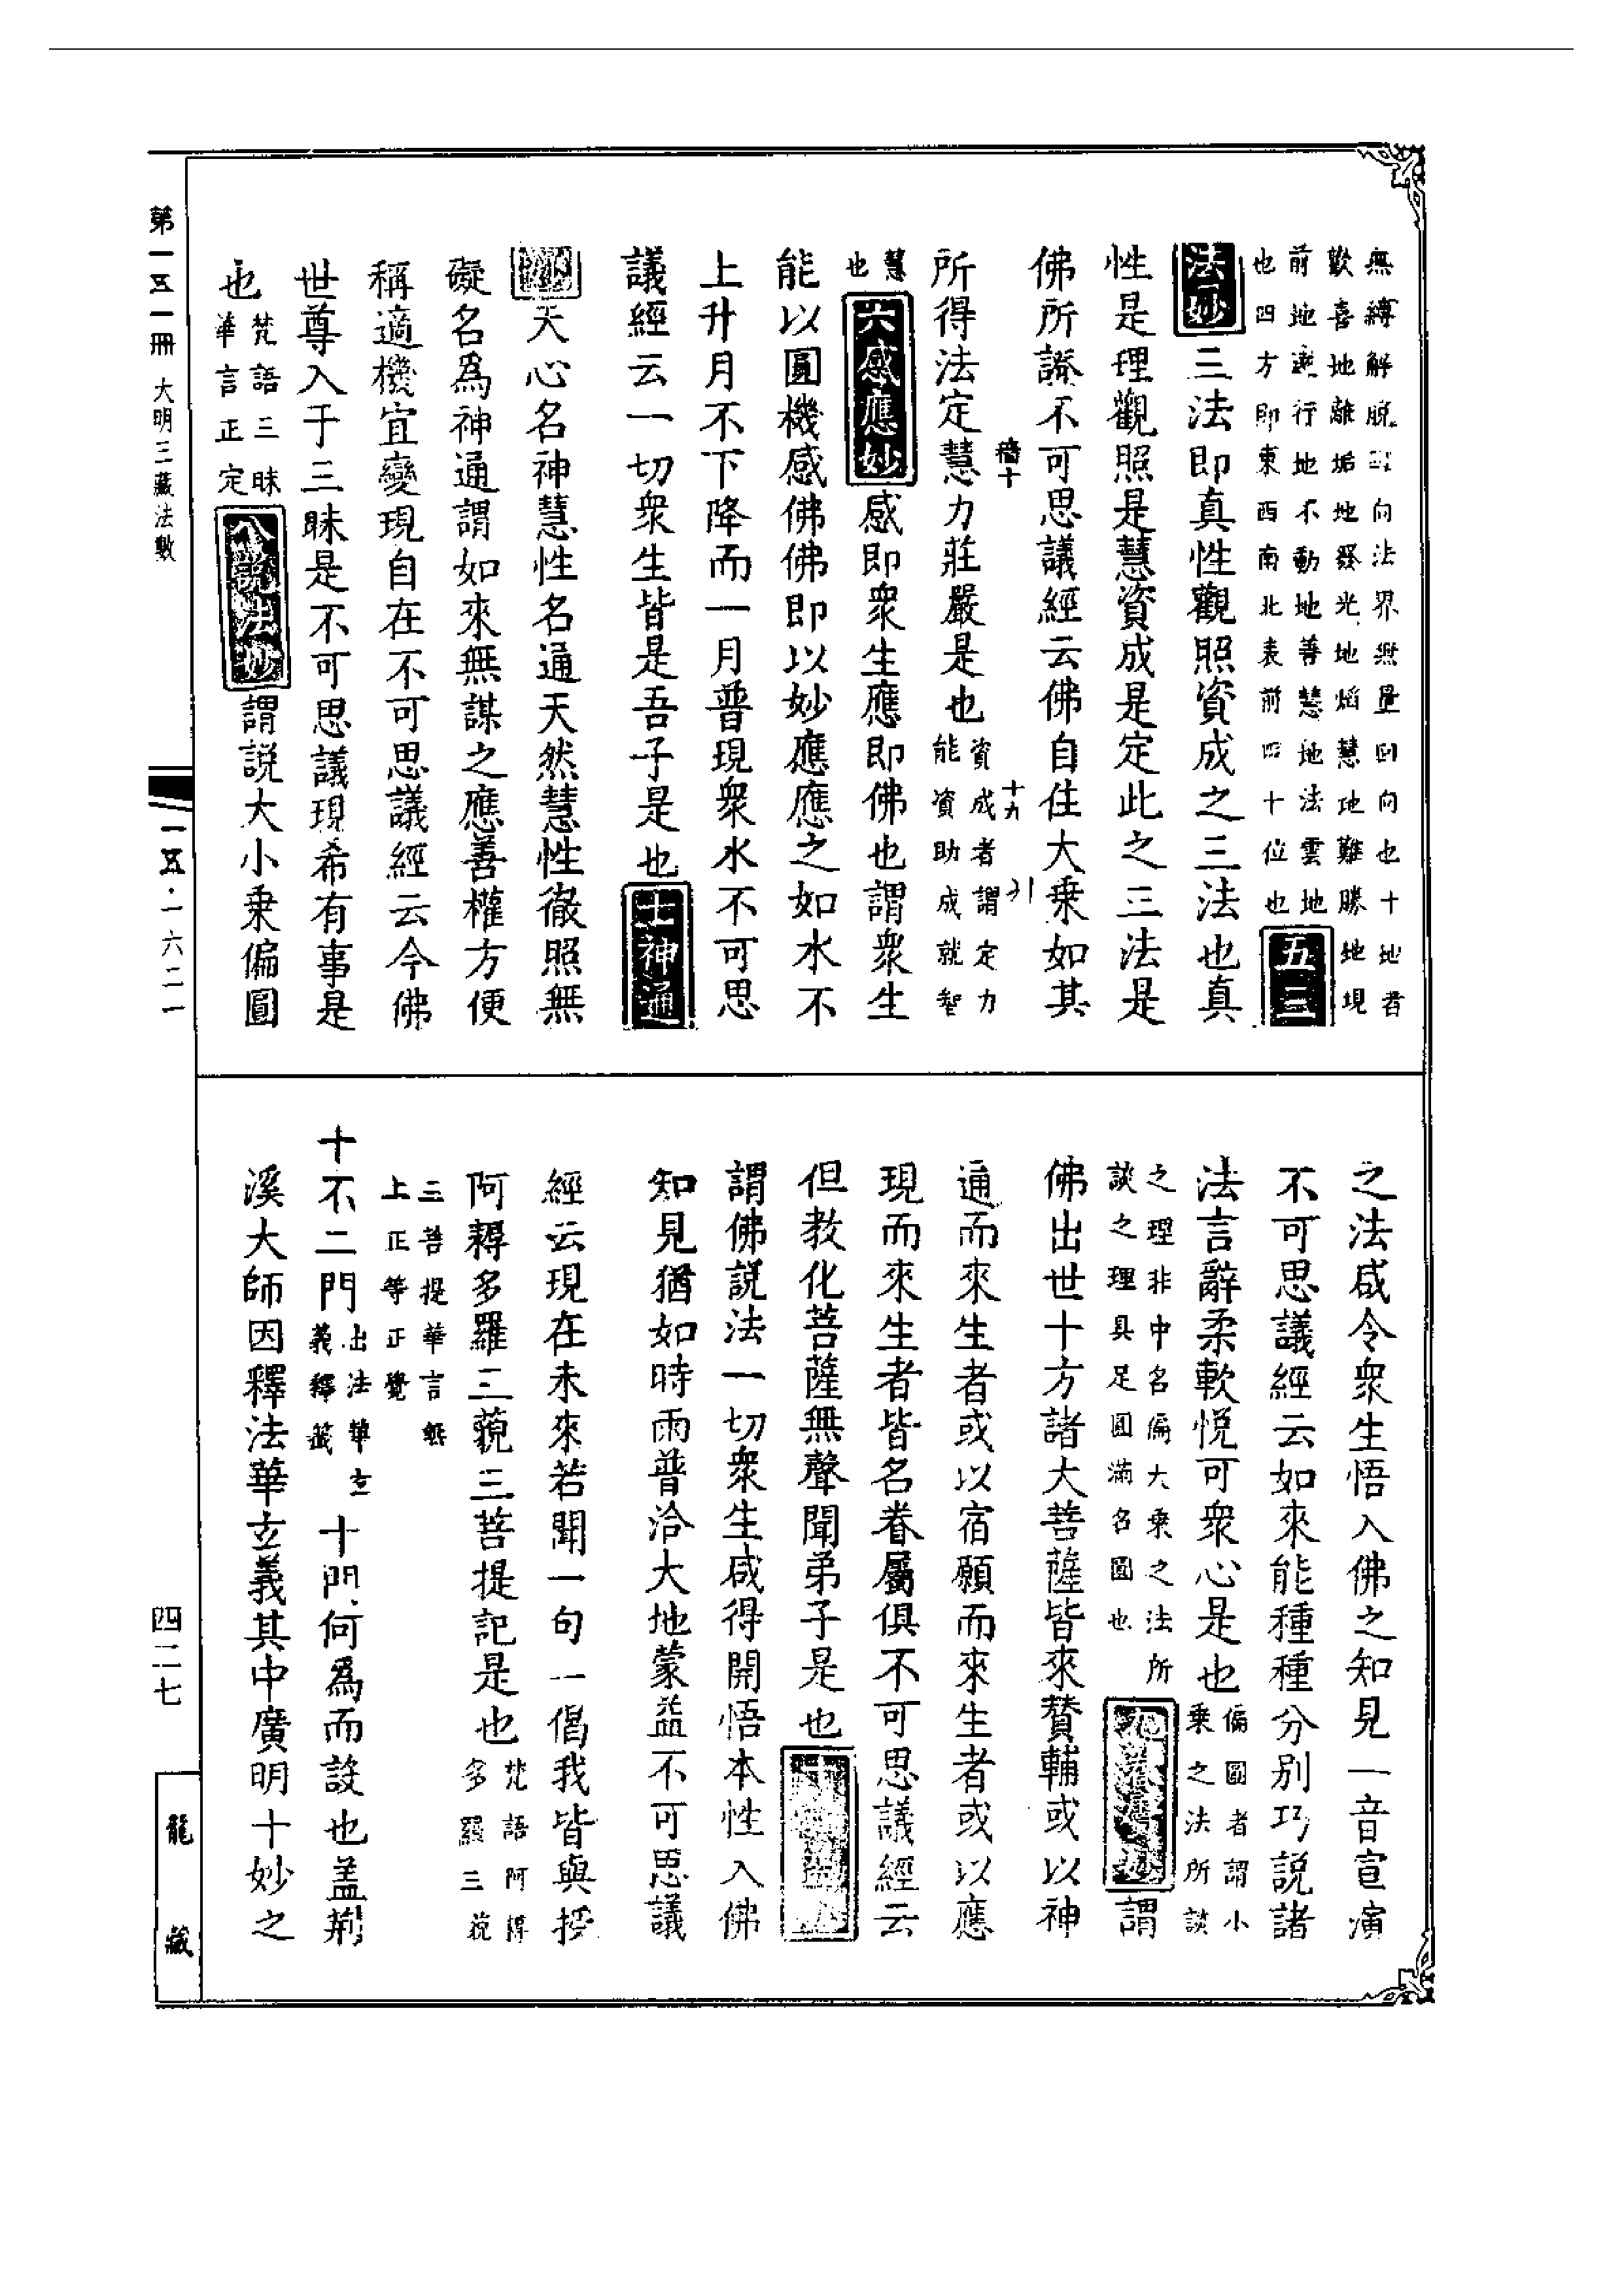 無縛解脫回向法界無量回向也十地者
歡喜地離垢地發光地焰慧地難勝地現
前地遠行地不動地善慧地法雲地
也四方即東西南北表前四十位也五三
法妙三法即真性觀照資成之三法也真
性是理觀照是慧資成是定此之三法是
佛所證不可思議經云佛自住大乘如其
所得法定慧力莊嚴是也資成者謂定力
能資助成就智
慧
也六感應妙感即眾生應即佛也謂眾生
能以圓機感佛佛即以妙應應之如水不
上升月不下降而一月普現眾水不可思
議經云一切眾生皆是吾子是也七神通
妙天心名神慧性名通天然慧性徹照無
礙名為神通謂如來無謀之應善權方便
稱適機宜變現自在不可思議經云今佛
世尊入于三昧是不可思議現希有事是
也梵語三昧
華言正定八說法妙謂說大小乘偏圓
之法咸令眾生悟入佛之知見一音宣演
不可思議經云如來能種種分別巧說諸
法言辭柔軟悅可眾心是也偏圓者謂小
乘之法所談
之理非中名偏大乘之法所
談之理具足圓滿名圓也九眷屬妙謂
佛出世十方諸大菩薩皆來贊輔或以神
通而來生者或以宿願而來生者或以應
現而來生者皆名眷屬俱不可思議經云
但教化菩薩無聲聞弟子是也
謂佛說法一切眾生咸得開悟本性入佛
知見猶如時雨普洽大地蒙益不可思議
經云現在未來若聞一句一偈我皆與授
阿耨多羅三藐三菩提記是也梵語阿耨
多羅三藐
三菩提華言無
上正等正覺
十不二門出法華玄
義釋籤 十門何為而設也盖荊
溪大師因釋法華玄義其中廣明十妙之
第一五一冊 大明三藏法數
一五·一六二一
四二七
龍藏